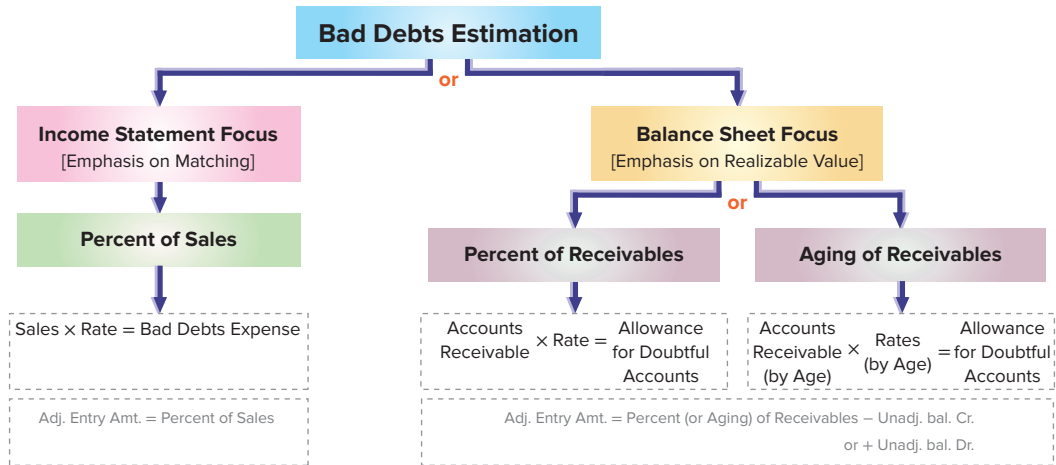 Bad Debts Estimation
or
Income Statement Focus
[Emphasis on Matching]
Percent of Sales
Sales × Rate = Bad Debts Expense
Adj. Entry Amt. = Percent of Sales
Balance Sheet Focus
[Emphasis on Realizable Value]
or
Percent of Receivables
Accounts
Receivable
× Rate =
Allowance
for Doubtful
Accounts
Aging of Receivables
Accounts
Receivable
(by Age)
×
Rates
(by Age)
=
Allowance
for Doubtful
Accounts
Adj. Entry Amt. = Percent (or Aging) of Receivables − Unadj. bal. Cr.
or + Unadj. bal. Dr.